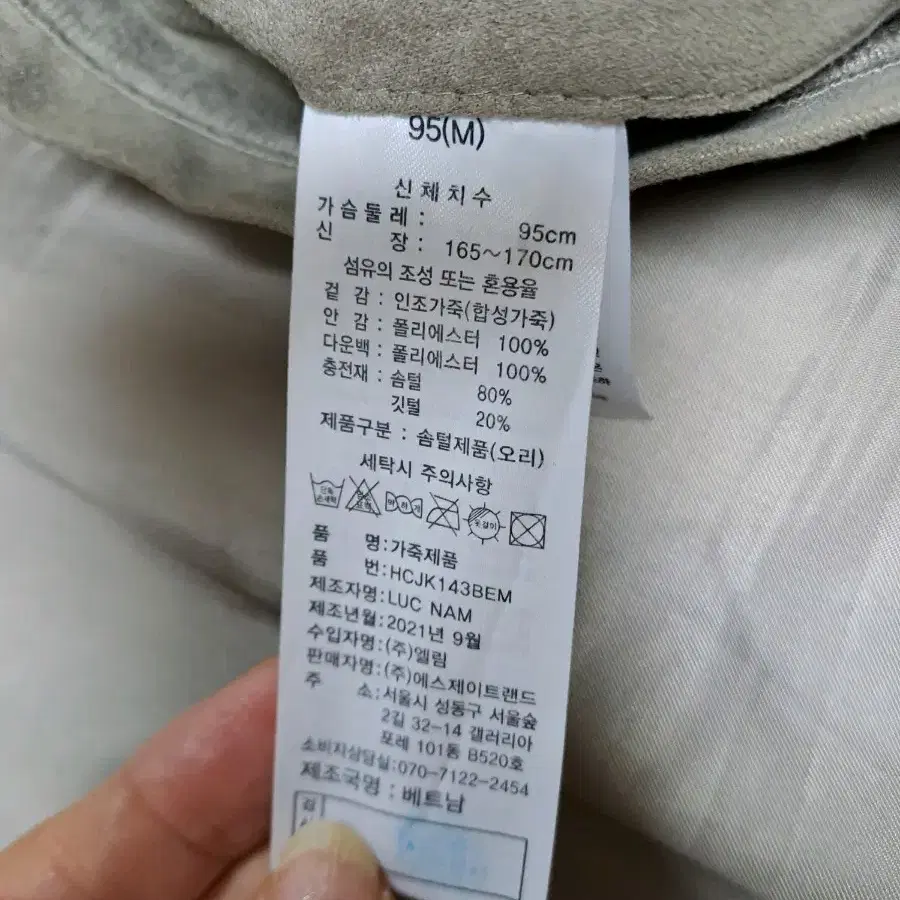 95(M)
신체치수
가슴둘레 : 95cm
신 장 : 165~170cm
섬유의 조성 또는 혼용율
겉 감 : 인조가죽(합성가죽)
안 감 : 폴리에스터 100%
다운백 : 폴리에스터 100%
충전재 : 솜털 80%
깃털 20%
제품구분 : 솜털제품(오리)
세탁시 주의사항
약하게
옷걸이
품 명:가죽제품
품 번:HCJK143BEM
제조자명:LUC NAM
제조년월:2021년 9월
수입자명:(주)엘림
판매자명:(주)에스제이트랜드
주 소:서울시 성동구 서울숲
2길 32-14 갤러리아
포레 101동 B520호
소비자상담실:070-7122-2454
제조국명 : 베트남
검